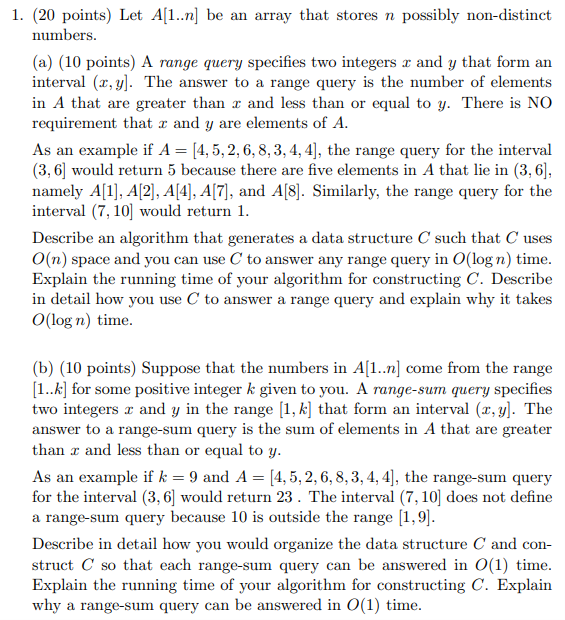 1. (20 points) Let A[1..n] be an array that stores n possibly non-distinct
numbers.
(a) (10 points) A range query specifies two integers x and y that form an
interval (x, y]. The answer to a range query is the number of elements
in A that are greater than x and less than or equal to y. There is NO
requirement that x and y are elements of A.
As an example if A = [4, 5, 2, 6, 8, 3, 4, 4], the range query for the interval
(3, 6] would return 5 because there are five elements in A that lie in (3, 6],
namely A[1], A[2], A[4], A[7], and A[8]. Similarly, the range query for the
interval (7, 10] would return 1.
Describe an algorithm that generates a data structure C such that C uses
O(n) space and you can use C to answer any range query in O(log n) time.
Explain the running time of your algorithm for constructing C. Describe
in detail how you use C to answer a range query and explain why it takes
O(log n) time.
(b) (10 points) Suppose that the numbers in A[1..n] come from the range
[1..k] for some positive integer k given to you. A range-sum query specifies
two integers x and y in the range [1, k] that form an interval (x, y]. The
answer to a range-sum query is the sum of elements in A that are greater
than x and less than or equal to y.
As an example if k = 9 and A = [4, 5, 2, 6, 8, 3, 4, 4], the range-sum query
for the interval (3, 6] would return 23 . The interval (7, 10] does not define
a range-sum query because 10 is outside the range [1, 9].
Describe in detail how you would organize the data structure C and con-
struct C so that each range-sum query can be answered in O(1) time.
Explain the running time of your algorithm for constructing C. Explain
why a range-sum query can be answered in O(1) time.